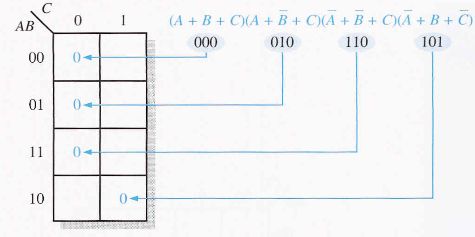 C
AB 0 1 (A + B + C)(A + B̅ + C)(A̅ + B̅ + C)(A̅ + B + C̅)
000 010 110 101
00 0
01 0
11 0
10 0